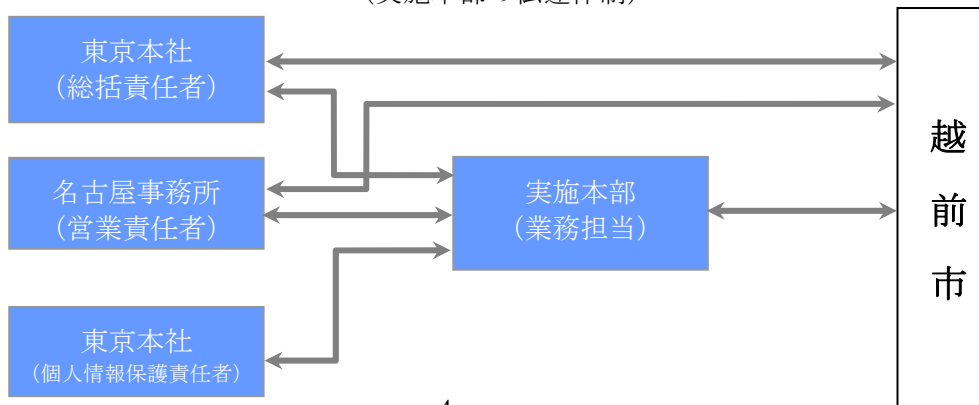 東京本社
（総括責任者）
名古屋事務所
（営業責任者）
東京本社
（個人情報保護責任者）
実施本部
（業務担当）
越
前
市